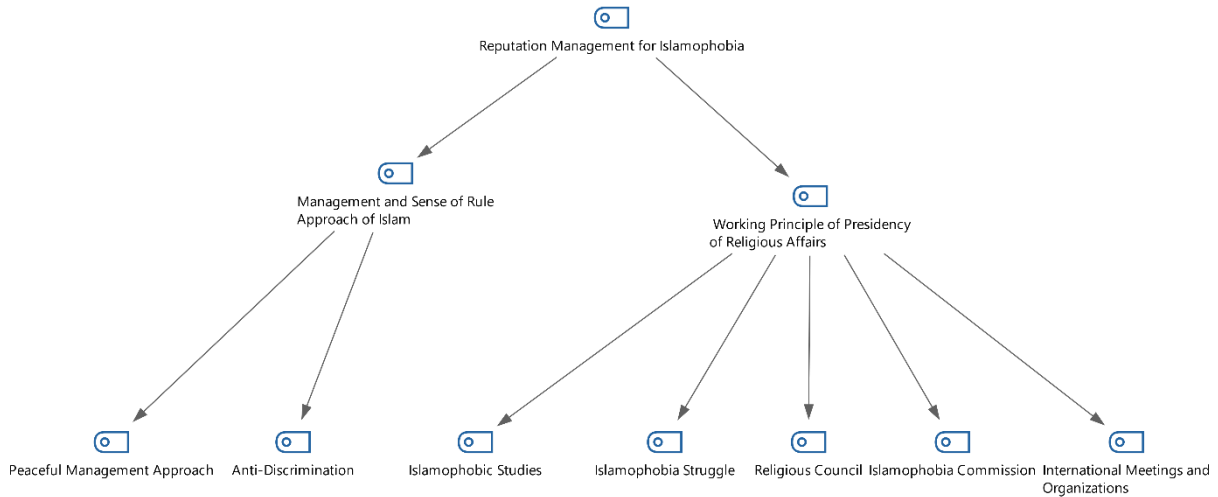 Reputation Management for Islamophobia
Management and Sense of Rule
Approach of Islam
Working Principle of Presidency
of Religious Affairs
Peaceful Management Approach
Anti-Discrimination
Islamophobic Studies
Islamophobia Struggle
Religious Council
Islamophobia Commission
International Meetings and
Organizations